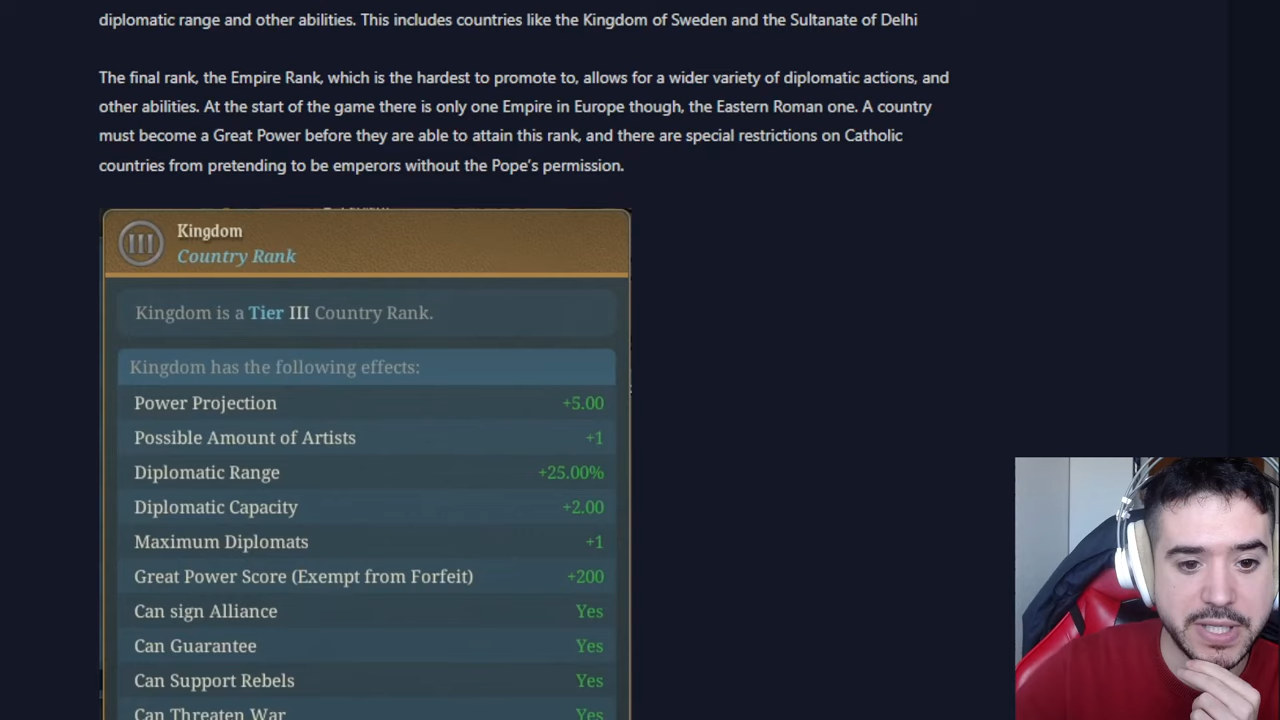 diplomatic range and other abilities. This includes countries like the Kingdom of Sweden and the Sultanate of Delhi
The final rank, the Empire Rank, which is the hardest to promote to, allows for a wider variety of diplomatic actions, and
other abilities. At the start of the game there is only one Empire in Europe though, the Eastern Roman one. A country
must become a Great Power before they are able to attain this rank, and there are special restrictions on Catholic
countries from pretending to be emperors without the Pope's permission.
III
Kingdom
Country Rank
Kingdom is a Tier III Country Rank.
Kingdom has the following effects:
Power Projection +5.00
Possible Amount of Artists +1
Diplomatic Range +25.00%
Diplomatic Capacity +2.00
Maximum Diplomats +1
Great Power Score (Exempt from Forfeit) +200
Can sign Alliance Yes
Can Guarantee Yes
Can Support Rebels Yes
Can Threaten War Yes